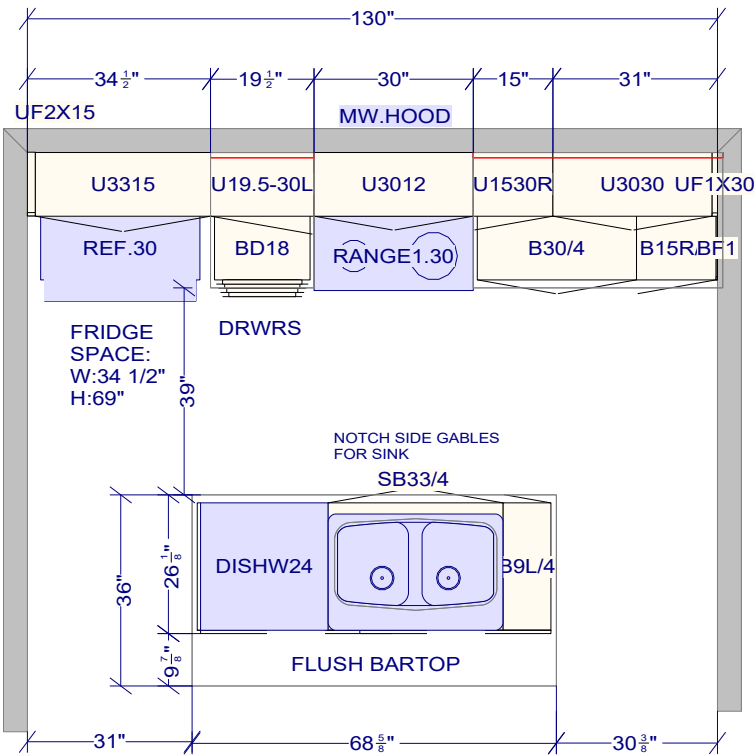 130"
34 1/2" 19 1/2" 30" 15" 31"
UF2X15
MW.HOOD
U3315 U19.5-30L U3012 U1530R U3030 UF1X30
REF.30 BD18 RANGE1.30 B30/4 B15R/BF1
DRWRS
FRIDGE
SPACE:
W:34 1/2"
H:69"
39"
NOTCH SIDE GABLES
FOR SINK
SB33/4
36"
26 1/8"
DISHW24 B9L/4
9 7/8"
FLUSH BARTOP
31" 68 5/8" 30 3/8"